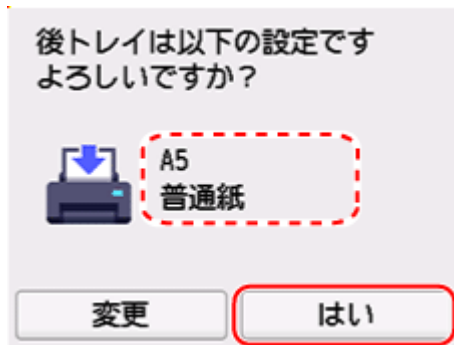 後トレイは以下の設定です
よろしいですか？
A5
普通紙
変更
はい